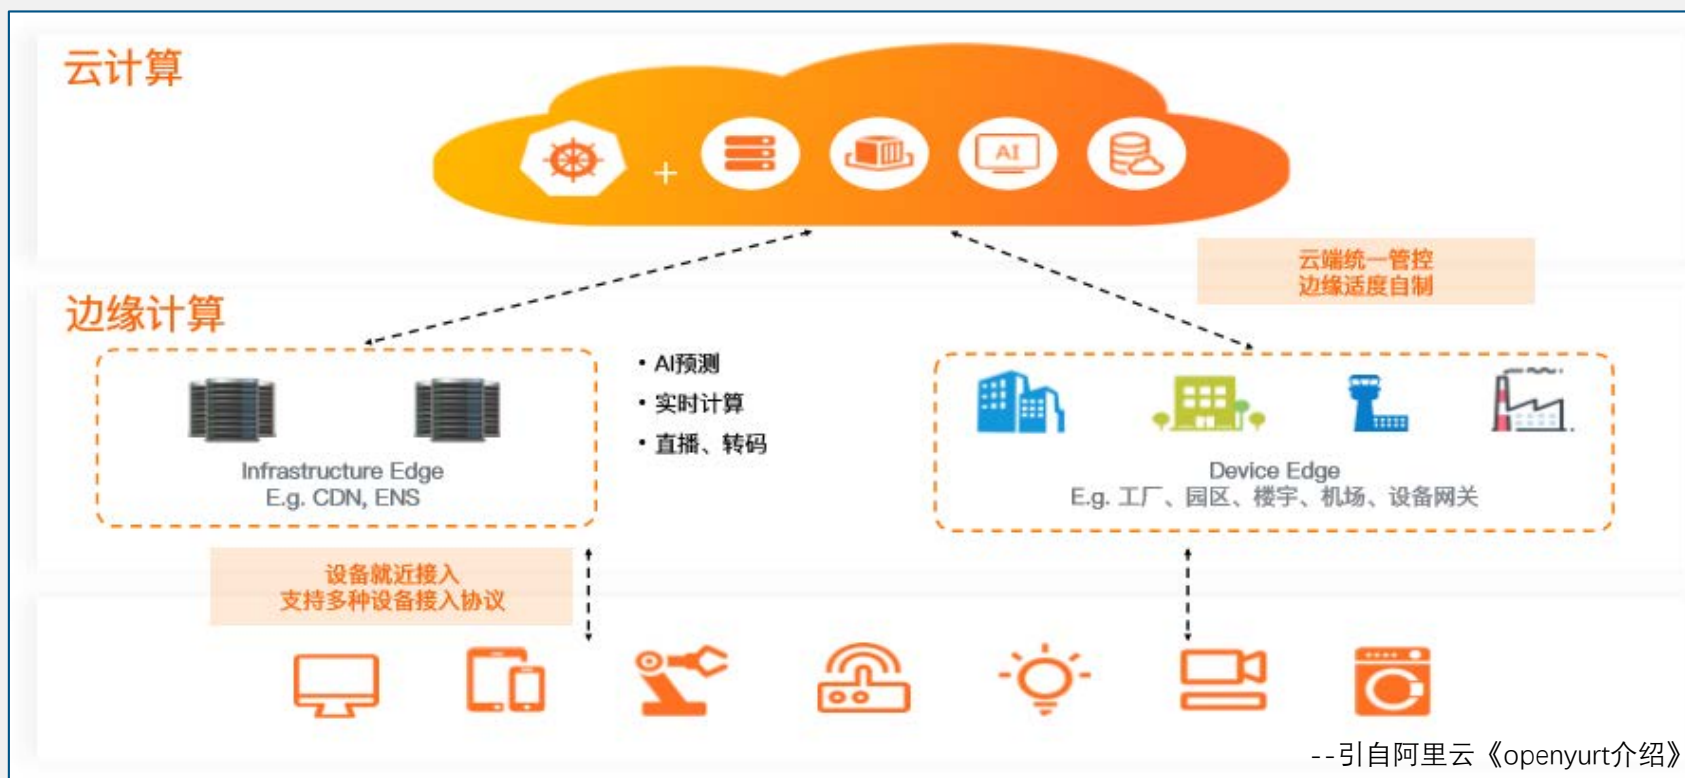 云计算
+
AI
云端统一管控
边缘适度自制
边缘计算
• AI预测
• 实时计算
• 直播、转码
Infrastructure Edge
E.g. CDN, ENS
Device Edge
E.g. 工厂、园区、楼宇、机场、设备网关
设备就近接入
支持多种设备接入协议
--引自阿里云《openyurt介绍》